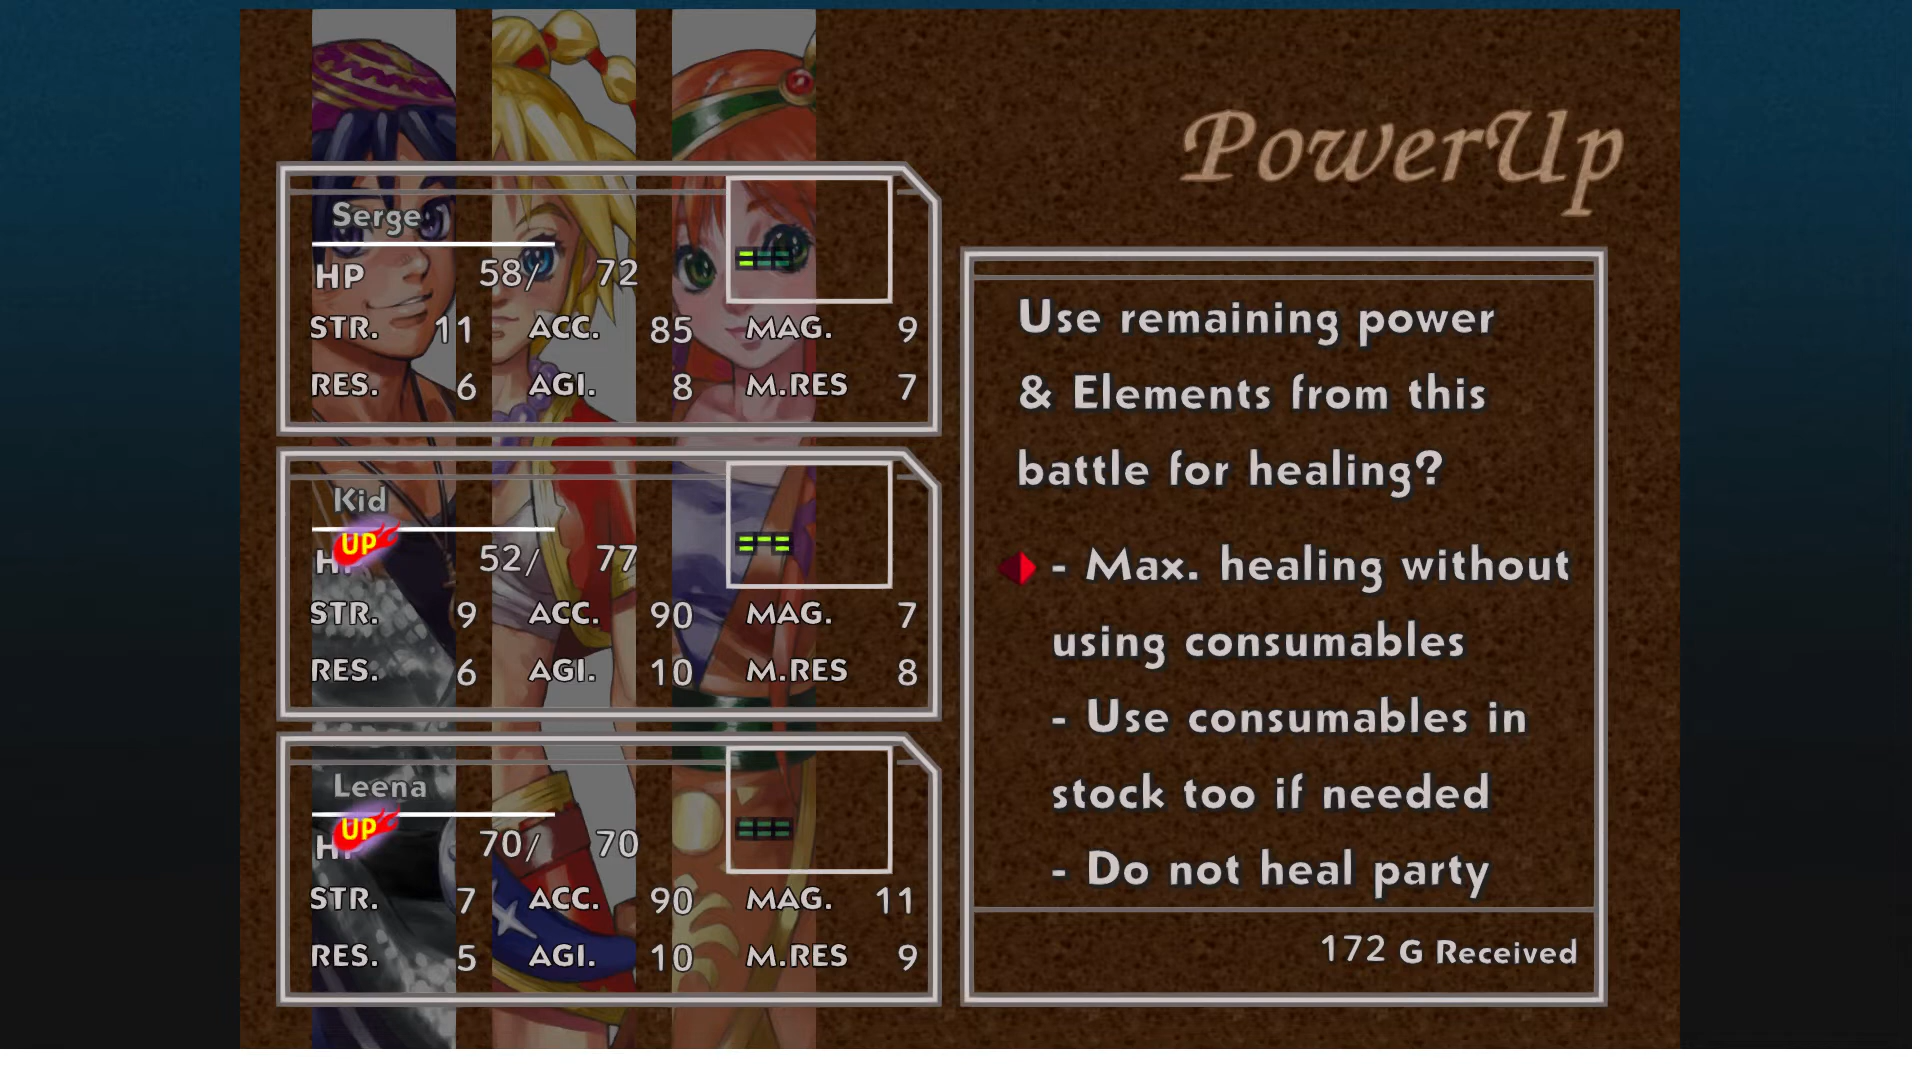 PowerUp
Serge
HP 58/ 72
STR. 11 ACC. 85 MAG. 9
RES. 6 AGI. 8 M.RES 7
Kid
UP
HP 52/ 77
STR. 9 ACC. 90 MAG. 7
RES. 6 AGI. 10 M.RES 8
Leena
UP
HP 70/ 70
STR. 7 ACC. 90 MAG. 11
RES. 5 AGI. 10 M.RES 9
Use remaining power
& Elements from this
battle for healing?
- Max. healing without
using consumables
- Use consumables in
stock too if needed
- Do not heal party
172 G Received